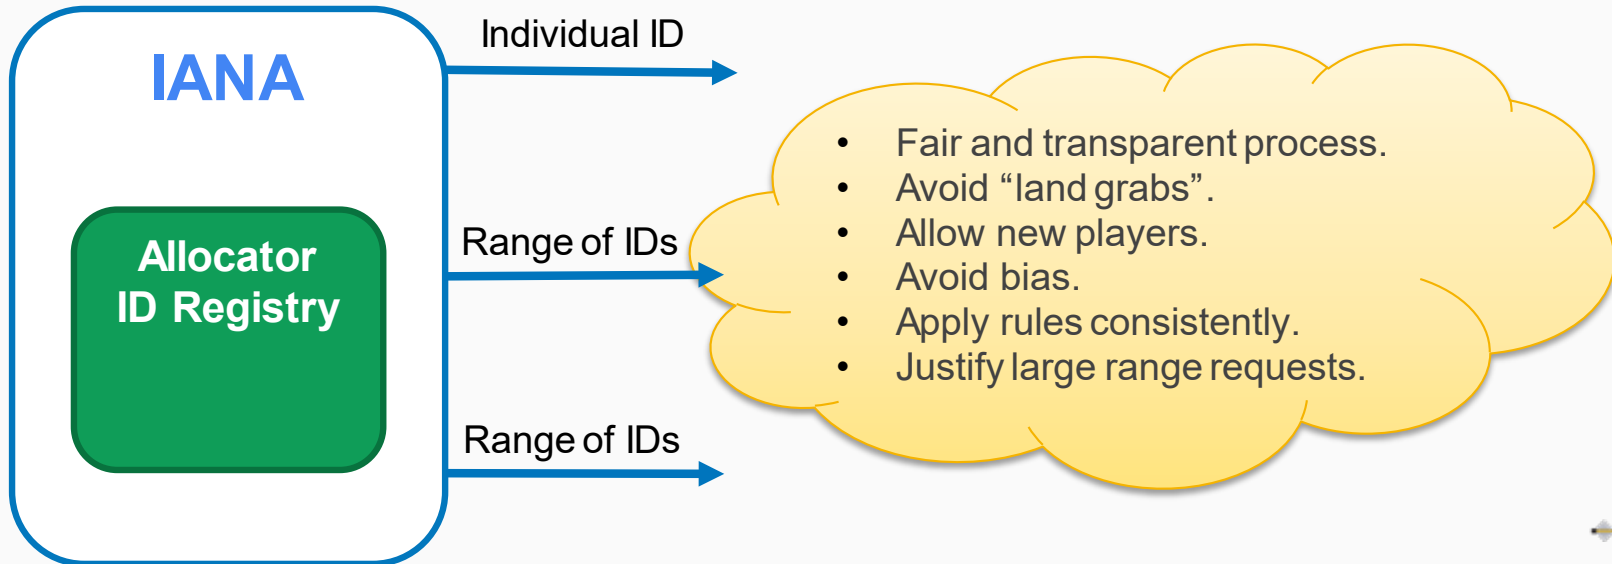 IANA
Allocator
ID Registry
Individual ID
Range of IDs
Range of IDs
• Fair and transparent process.
• Avoid “land grabs”.
• Allow new players.
• Avoid bias.
• Apply rules consistently.
• Justify large range requests.